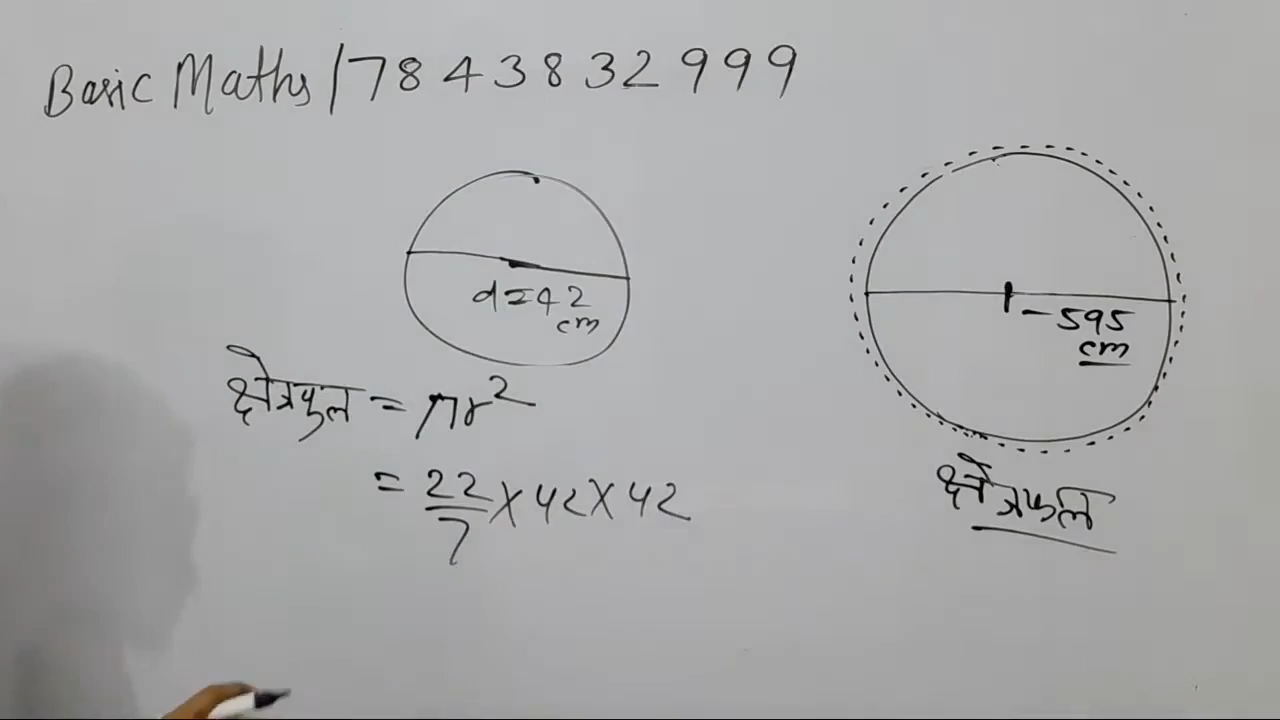 Basic Maths/7843832999
d=42
cm
-595
cm
क्षेत्रफल = πr²
= 22/7 × 42 × 42
क्षेत्रफल